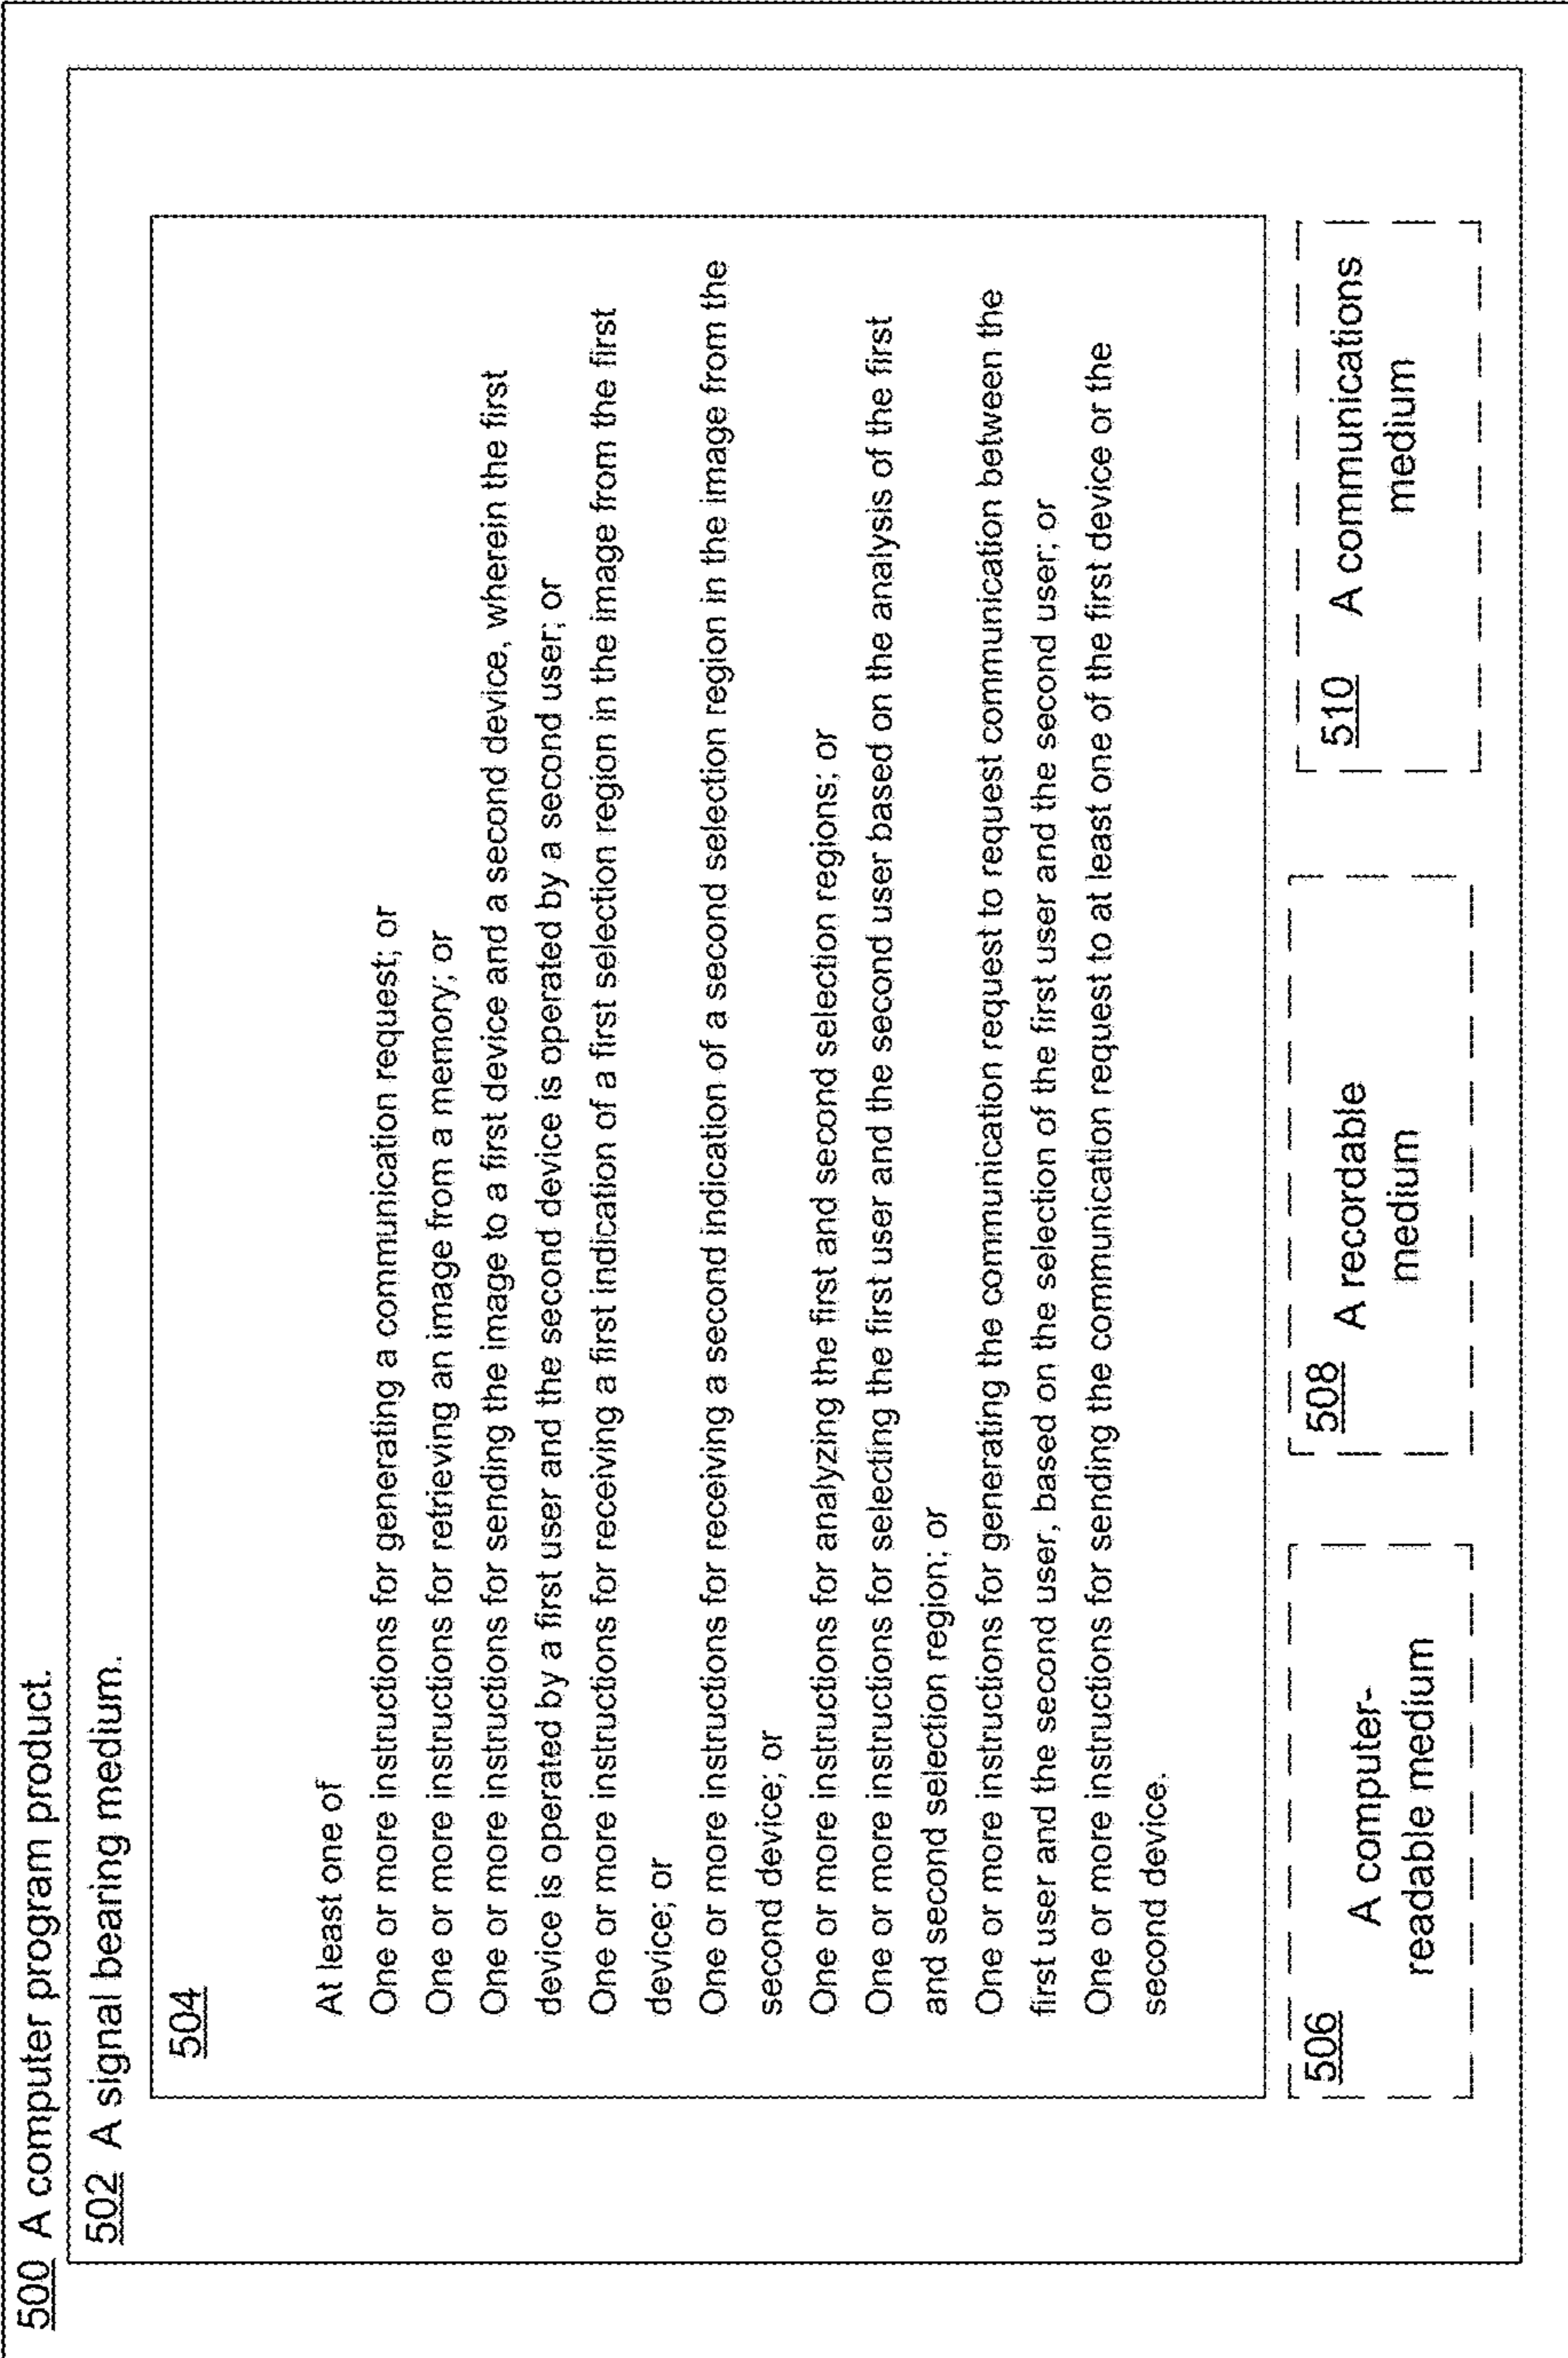 500 A computer program product.
502 A signal bearing medium.
504
At least one of
One or more instructions for generating a communication request; or
One or more instructions for retrieving an image from a memory; or
One or more instructions for sending the image to a first device and a second device, wherein the first
device is operated by a first user and the second device is operated by a second user; or
One or more instructions for receiving a first indication of a first selection region in the image from the first
device; or
One or more instructions for receiving a second indication of a second selection region in the image from the
second device; or
One or more instructions for analyzing the first and second selection regions; or
One or more instructions for selecting the first user and the second user based on the analysis of the first
and second selection region; or
One or more instructions for generating the communication request to request communication between the
first user and the second user, based on the selection of the first user and the second user; or
One or more instructions for sending the communication request to at least one of the first device or the
second device.
506 A computer-
readable medium
508 A recordable
medium
510 A communications
medium